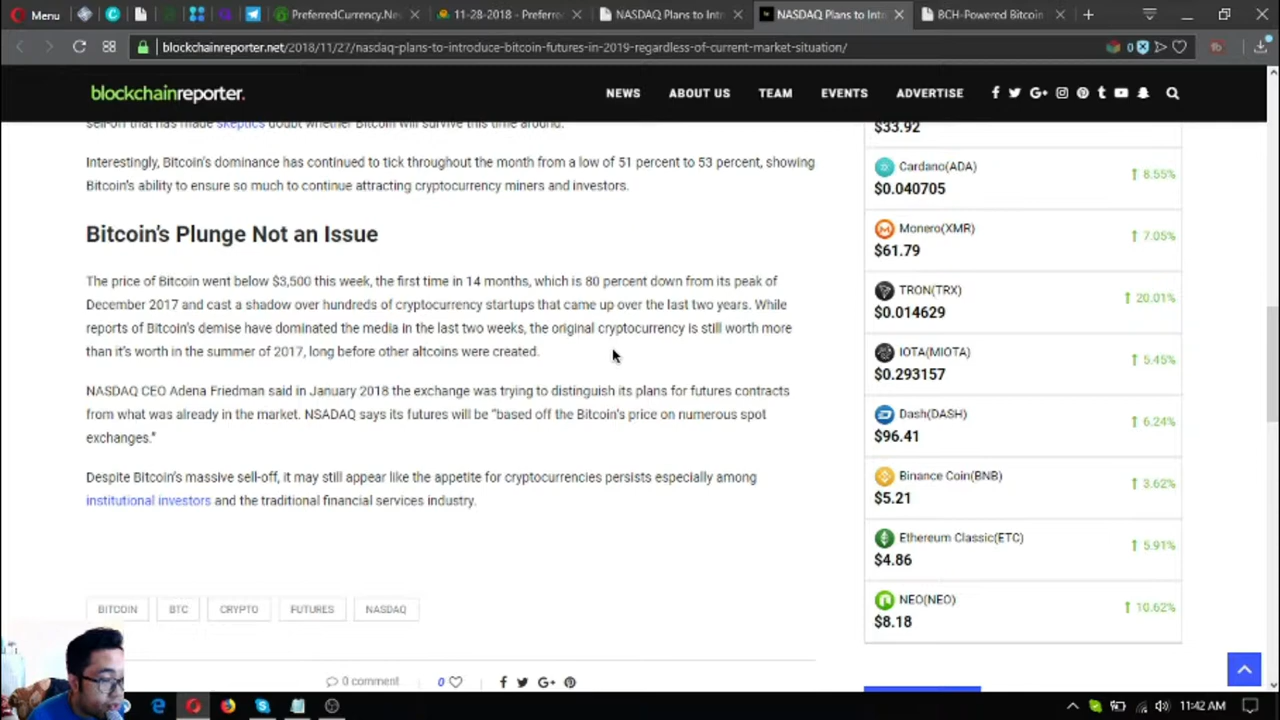 Menu
PreferredCurrency.Ne
11-28-2018 - Preferre
NASDAQ Plans to Intr
NASDAQ Plans to Intr
BCH-Powered Bitcoin
blockchainreporter.net/2018/11/27/nasdaq-plans-to-introduce-bitcoin-futures-in-2019-regardless-of-current-market-situation/
0
blockchainreporter.
NEWS
ABOUT US
TEAM
EVENTS
ADVERTISE
sell-off that has made skeptics doubt whether Bitcoin will survive this time around.
Interestingly, Bitcoin's dominance has continued to tick throughout the month from a low of 51 percent to 53 percent, showing
Bitcoin's ability to ensure so much to continue attracting cryptocurrency miners and investors.
Bitcoin's Plunge Not an Issue
The price of Bitcoin went below $3,500 this week, the first time in 14 months, which is 80 percent down from its peak of
December 2017 and cast a shadow over hundreds of cryptocurrency startups that came up over the last two years. While
reports of Bitcoin's demise have dominated the media in the last two weeks, the original cryptocurrency is still worth more
than it's worth in the summer of 2017, long before other altcoins were created.
NASDAQ CEO Adena Friedman said in January 2018 the exchange was trying to distinguish its plans for futures contracts
from what was already in the market. NSADAQ says its futures will be "based off the Bitcoin's price on numerous spot
exchanges."
Despite Bitcoin's massive sell-off, it may still appear like the appetite for cryptocurrencies persists especially among
institutional investors and the traditional financial services industry.
BITCOIN
BTC
CRYPTO
FUTURES
NASDAQ
0 comment
0
$33.92
Cardano(ADA)
$0.040705
8.55%
Monero(XMR)
$61.79
7.05%
TRON(TRX)
$0.014629
20.01%
IOTA(MIOTA)
$0.293157
5.45%
Dash(DASH)
$96.41
6.24%
Binance Coin(BNB)
$5.21
3.62%
Ethereum Classic(ETC)
$4.86
5.91%
NEO(NEO)
$8.18
10.62%
11:42 AM